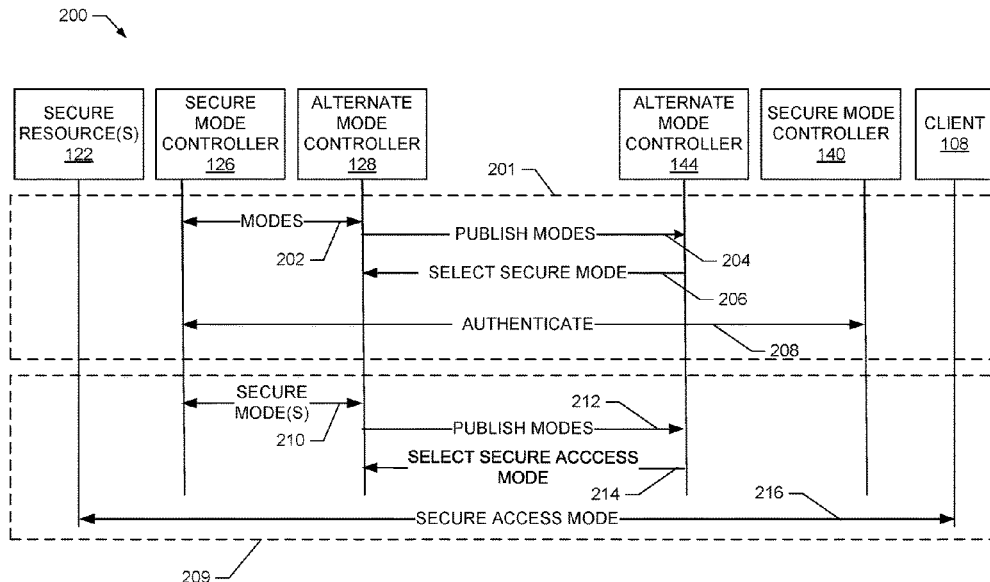 200
SECURE
RESOURCE(S)
122
SECURE
MODE
CONTROLLER
126
ALTERNATE
MODE
CONTROLLER
128
ALTERNATE
MODE
CONTROLLER
144
SECURE MODE
CONTROLLER
140
CLIENT
108
201
MODES
202
PUBLISH MODES
204
SELECT SECURE MODE
206
AUTHENTICATE
208
SECURE
MODE(S)
210
212
PUBLISH MODES
SELECT SECURE ACCCESS
MODE
214
216
SECURE ACCESS MODE
209